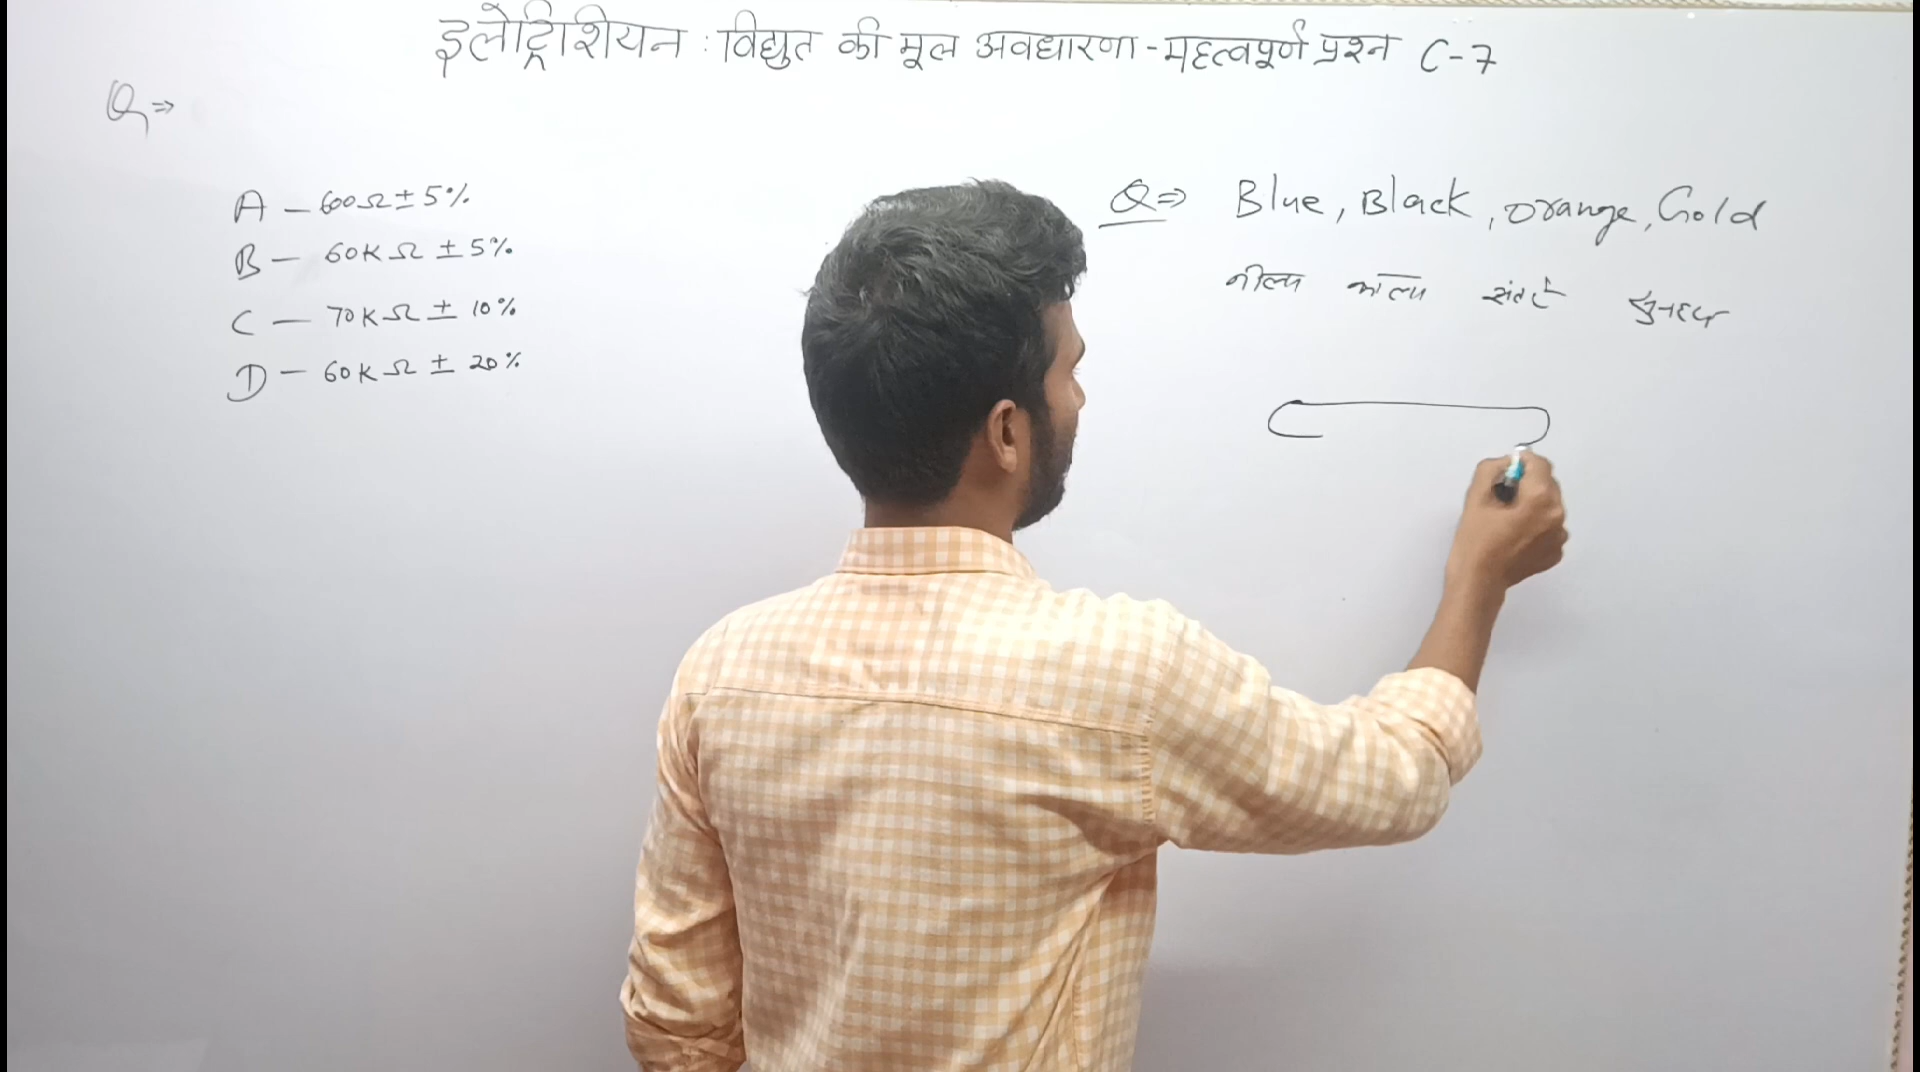 इलेट्रिशियन : विद्युत की मूल अवधारणा - महत्वपूर्ण प्रश्न C-7
Q⇒
A – 600Ω ± 5%
B – 60KΩ ± 5%
C – 70KΩ ± 10%
D – 60KΩ ± 20%
Q⇒ Blue, Black, Orange, Gold
नीला काला संतरे